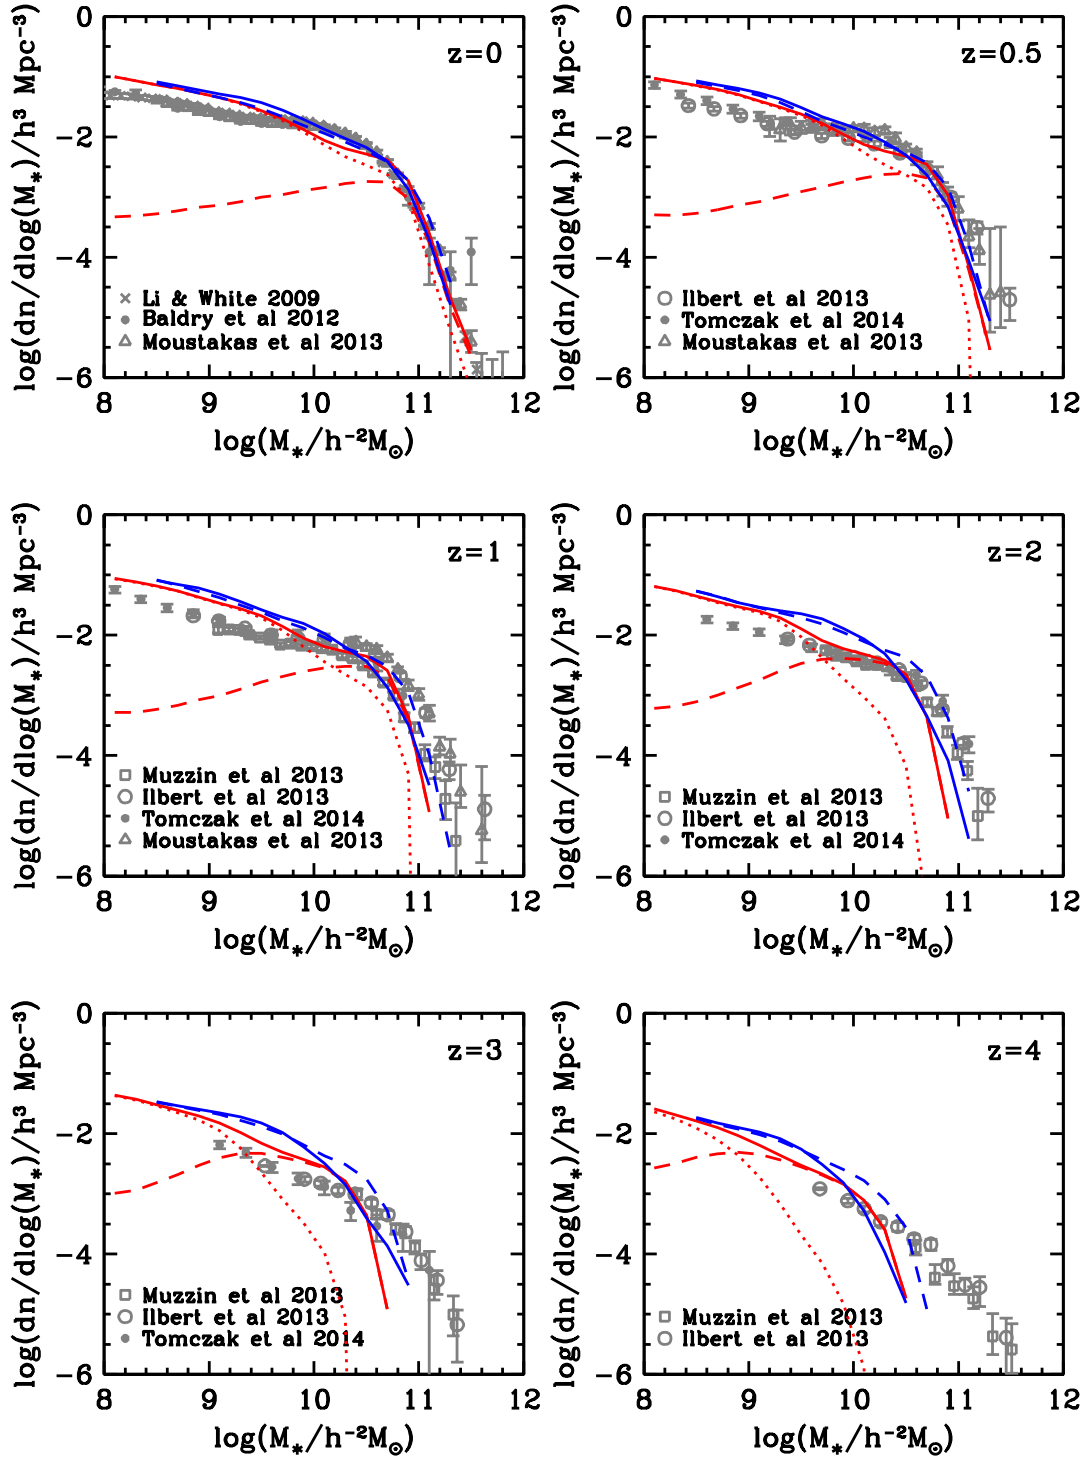 0
-2
-4
-6
8 9 10 11 12
log(dn/dlog(M*)/h³ Mpc⁻³)
log(M*/h⁻²M⊙)
z=0
Li & White 2009
Baldry et al 2012
Moustakas et al 2013
0
-2
-4
-6
8 9 10 11 12
log(dn/dlog(M*)/h³ Mpc⁻³)
log(M*/h⁻²M⊙)
z=0.5
Ilbert et al 2013
Tomczak et al 2014
Moustakas et al 2013
0
-2
-4
-6
8 9 10 11 12
log(dn/dlog(M*)/h³ Mpc⁻³)
log(M*/h⁻²M⊙)
z=1
Muzzin et al 2013
Ilbert et al 2013
Tomczak et al 2014
Moustakas et al 2013
0
-2
-4
-6
8 9 10 11 12
log(dn/dlog(M*)/h³ Mpc⁻³)
log(M*/h⁻²M⊙)
z=2
Muzzin et al 2013
Ilbert et al 2013
Tomczak et al 2014
0
-2
-4
-6
8 9 10 11 12
log(dn/dlog(M*)/h³ Mpc⁻³)
log(M*/h⁻²M⊙)
z=3
Muzzin et al 2013
Ilbert et al 2013
Tomczak et al 2014
0
-2
-4
-6
8 9 10 11 12
log(dn/dlog(M*)/h³ Mpc⁻³)
log(M*/h⁻²M⊙)
z=4
Muzzin et al 2013
Ilbert et al 2013